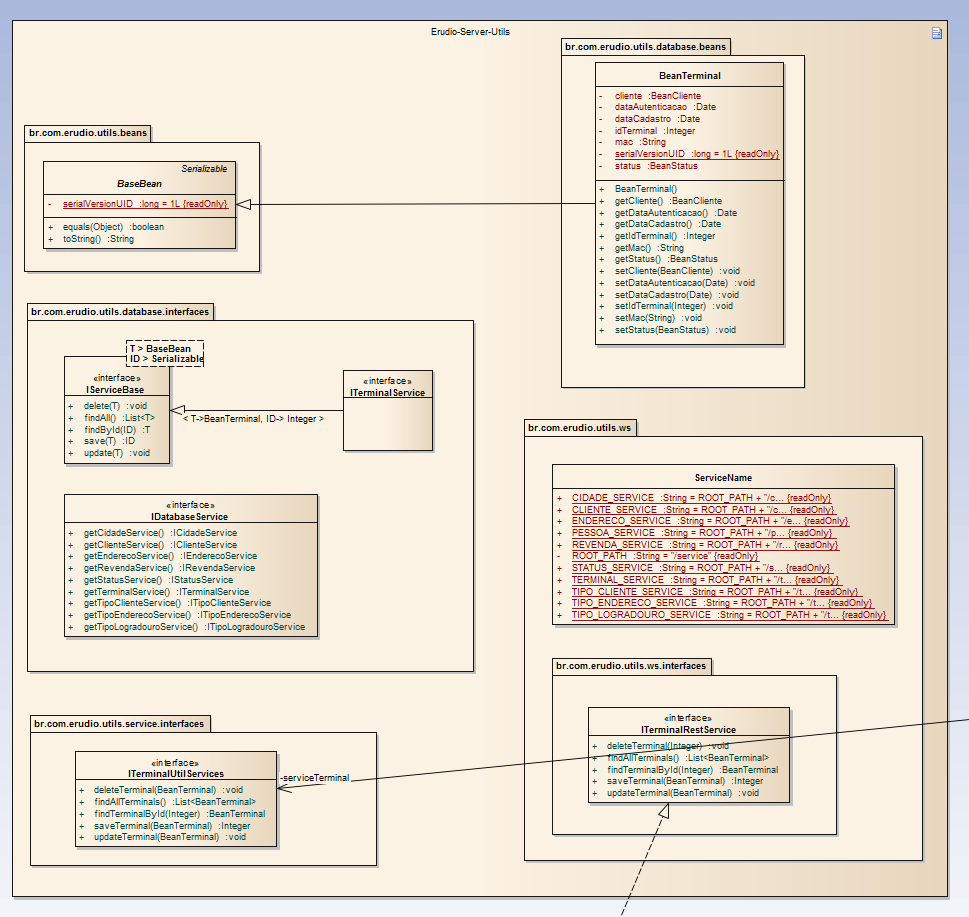 Erudio-Server-Utils
br.com.erudio.utils.database.beans
BeanTerminal
- cliente :BeanCliente
- dataAutenticacao :Date
- dataCadastro :Date
- idTerminal :Integer
- mac :String
- serialVersionUID :long = 1L {readOnly}
- status :BeanStatus
+ BeanTerminal()
+ getCliente() :BeanCliente
+ getDataAutenticacao() :Date
+ getDataCadastro() :Date
+ getIdTerminal() :Integer
+ getMac() :String
+ getStatus() :BeanStatus
+ setCliente(BeanCliente) :void
+ setDataAutenticacao(Date) :void
+ setDataCadastro(Date) :void
+ setIdTerminal(Integer) :void
+ setMac(String) :void
+ setStatus(BeanStatus) :void
br.com.erudio.utils.beans
Serializable
BaseBean
- serialVersionUID :long = 1L {readOnly}
+ equals(Object) :boolean
+ toString() :String
br.com.erudio.utils.database.interfaces
T > BaseBean
ID > Serializable
«interface»
IServiceBase
+ delete(T) :void
+ findAll() :List<T>
+ findById(ID) :T
+ save(T) :ID
+ update(T) :void
< T->BeanTerminal, ID-> Integer >
«interface»
ITerminalService
«interface»
IDatabaseService
+ getCidadeService() :ICidadeService
+ getClienteService() :IClienteService
+ getEnderecoService() :IEnderecoService
+ getRevendaService() :IRevendaService
+ getStatusService() :IStatusService
+ getTerminalService() :ITerminalService
+ getTipoClienteService() :ITipoClienteService
+ getTipoEnderecoService() :ITipoEnderecoService
+ getTipoLogradouroService() :ITipoLogradouroService
br.com.erudio.utils.ws
ServiceName
+ CIDADE_SERVICE :String = ROOT_PATH + "/c... {readOnly}
+ CLIENTE_SERVICE :String = ROOT_PATH + "/c... {readOnly}
+ ENDERECO_SERVICE :String = ROOT_PATH + "/e... {readOnly}
+ PESSOA_SERVICE :String = ROOT_PATH + "/p... {readOnly}
+ REVENDA_SERVICE :String = ROOT_PATH + "/r... {readOnly}
- ROOT_PATH :String = "/service" {readOnly}
+ STATUS_SERVICE :String = ROOT_PATH + "/s... {readOnly}
+ TERMINAL_SERVICE :String = ROOT_PATH + "/t... {readOnly}
+ TIPO_CLIENTE_SERVICE :String = ROOT_PATH + "/t... {readOnly}
+ TIPO_ENDERECO_SERVICE :String = ROOT_PATH + "/t... {readOnly}
+ TIPO_LOGRADOURO_SERVICE :String = ROOT_PATH + "/t... {readOnly}
br.com.erudio.utils.ws.interfaces
«interface»
ITerminalRestService
+ deleteTerminal(Integer) :void
+ findAllTerminals() :List<BeanTerminal>
+ findTerminalById(Integer) :BeanTerminal
+ saveTerminal(BeanTerminal) :Integer
+ updateTerminal(BeanTerminal) :void
br.com.erudio.utils.service.interfaces
«interface»
ITerminalUtilServices
+ deleteTerminal(BeanTerminal) :void
+ findAllTerminals() :List<BeanTerminal>
+ findTerminalById(Integer) :BeanTerminal
+ saveTerminal(BeanTerminal) :Integer
+ updateTerminal(BeanTerminal) :void
-serviceTerminal